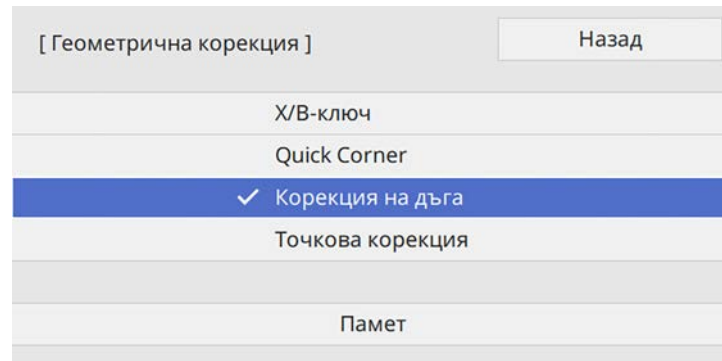 [ Геометрична корекция ]
Назад
Х/В-ключ
Quick Corner
Корекция на дъга
Точкова корекция
Памет